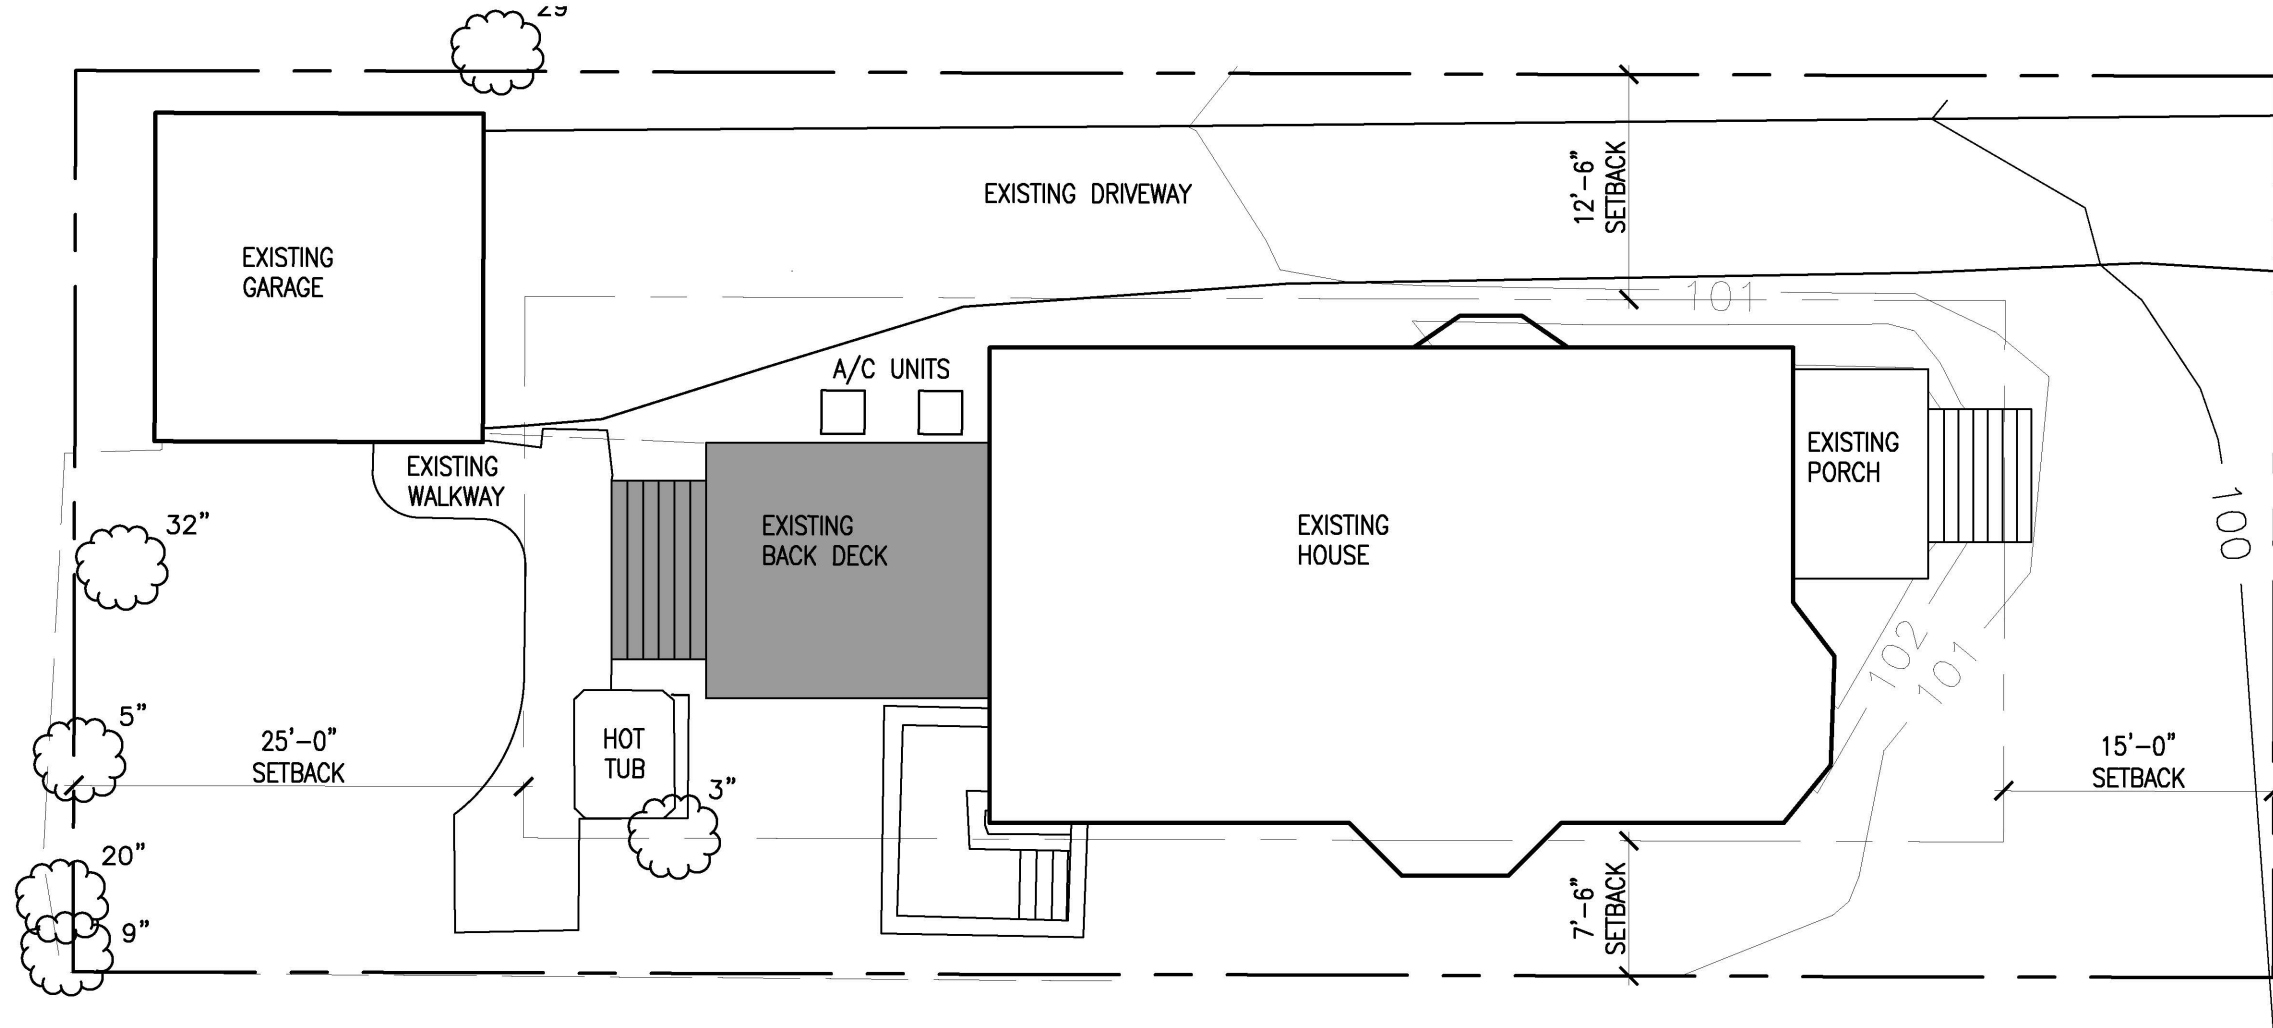 29
12'-6"
SETBACK
EXISTING DRIVEWAY
EXISTING
GARAGE
101
A/C UNITS
EXISTING
WALKWAY
EXISTING
PORCH
32"
EXISTING
BACK DECK
EXISTING
HOUSE
100
102
101
5"
25'-0"
SETBACK
HOT
TUB
3"
15'-0"
SETBACK
20"
9"
7'-6"
SETBACK